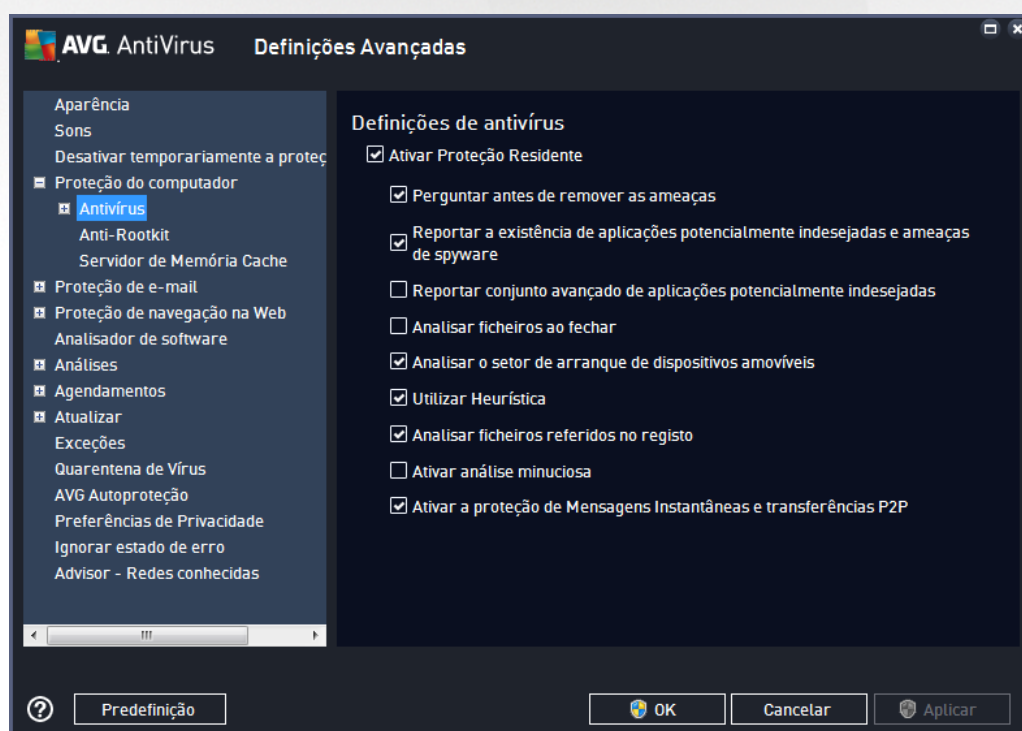 AVG. AntiVirus Definições Avançadas
Aparência
Sons
Desativar temporariamente a proteç
Proteção do computador
Antivírus
Anti-Rootkit
Servidor de Memória Cache
Proteção de e-mail
Proteção de navegação na Web
Analisador de software
Análises
Agendamentos
Atualizar
Exceções
Quarentena de Vírus
AVG Autoproteção
Preferências de Privacidade
Ignorar estado de erro
Advisor - Redes conhecidas
Definições de antivírus
Ativar Proteção Residente
Perguntar antes de remover as ameaças
Reportar a existência de aplicações potencialmente indesejadas e ameaças
de spyware
Reportar conjunto avançado de aplicações potencialmente indesejadas
Analisar ficheiros ao fechar
Analisar o setor de arranque de dispositivos amovíveis
Utilizar Heurística
Analisar ficheiros referidos no registo
Ativar análise minuciosa
Ativar a proteção de Mensagens Instantâneas e transferências P2P
? Predefinição OK Cancelar Aplicar